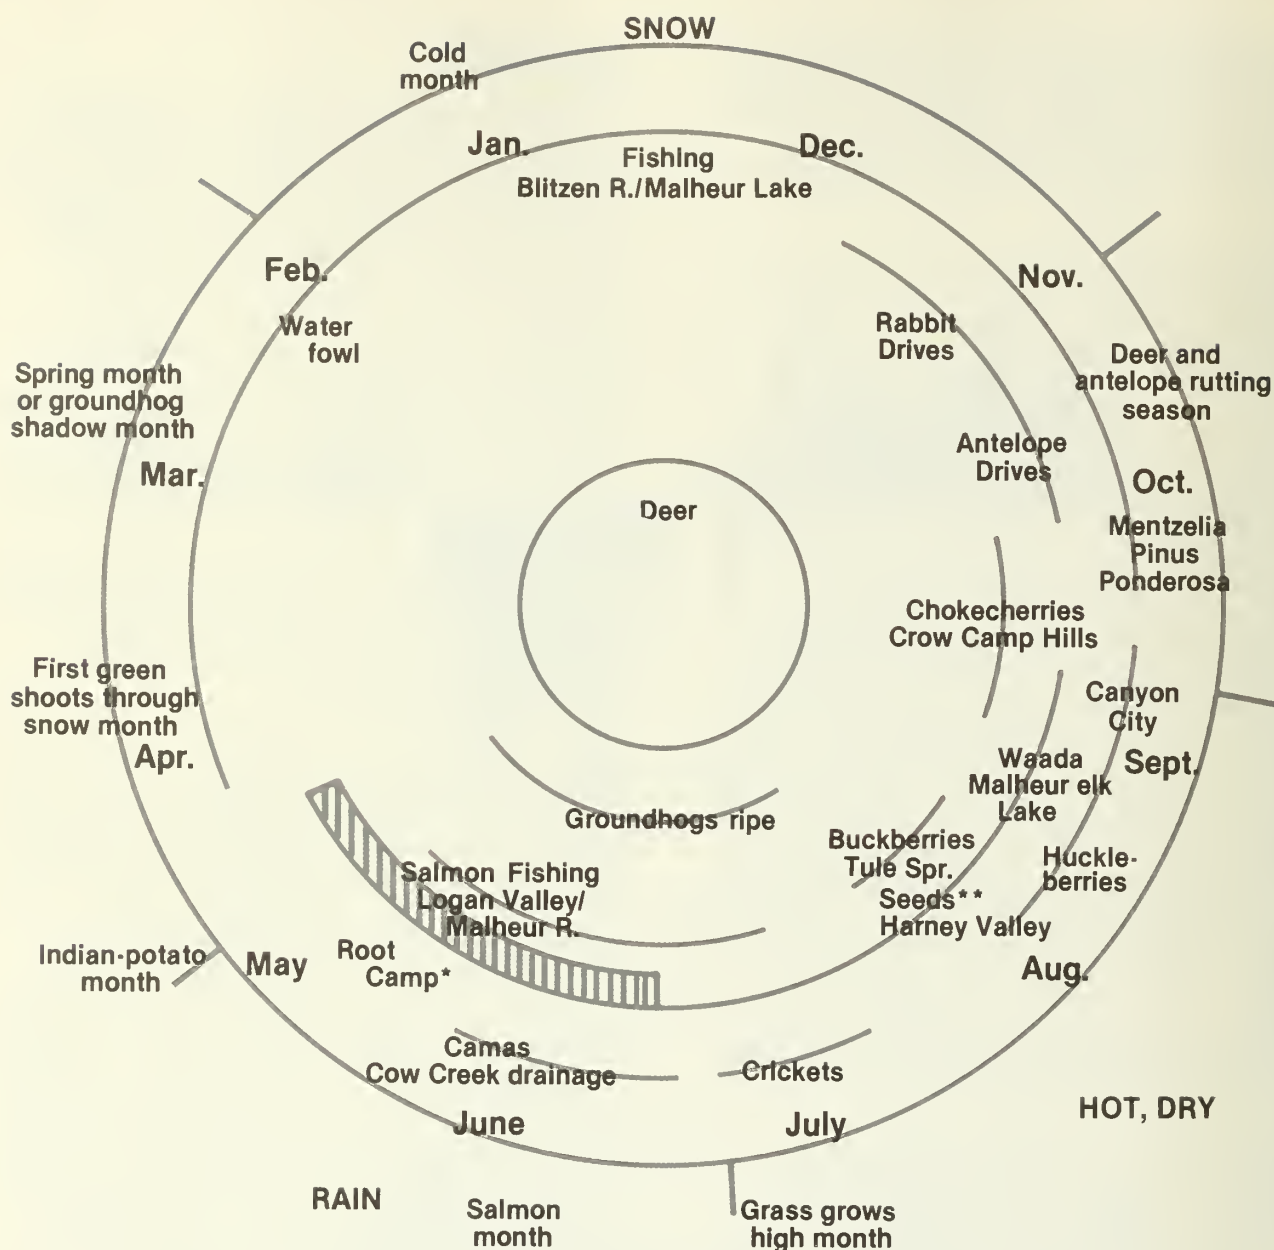 SNOW
Cold
month
Jan.
Dec.
Fishing
Blitzen R./Malheur Lake
Feb.
Nov.
Water
fowl
Rabbit
Drives
Deer and
antelope rutting
season
Spring month
or groundhog
shadow month
Mar.
Antelope
Drives
Oct.
Deer
Mentzelia
Pinus
Ponderosa
Chokecherries
Crow Camp Hills
First green
shoots through
snow month
Apr.
Canyon
City
Sept.
Waada
Malheur elk
Lake
Groundhogs ripe
Buckberries
Tule Spr.
Seeds**
Harney Valley
Huckle-
berries
Salmon Fishing
Logan Valley/
Malheur R.
Indian-potato
month
May
Root
Camp*
Aug.
Camas
Cow Creek drainage
Crickets
June
July
HOT, DRY
RAIN
Salmon
month
Grass grows
high month